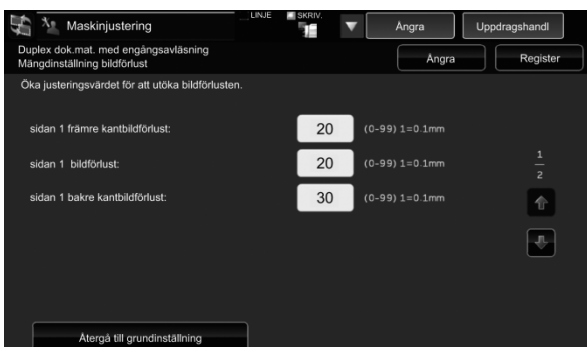 Maskinjustering
LINJE
SKRIV.
Ångra
Uppdragshandl
Duplex dok.mat. med engångsavläsning
Mängdinställning bildförlust
Ångra
Register
Öka justeringsvärdet för att utöka bildförlusten.
sidan 1 främre kantbildförlust: 20 (0-99) 1=0.1mm
sidan 1 bildförlust: 20 (0-99) 1=0.1mm
sidan 1 bakre kantbildförlust: 30 (0-99) 1=0.1mm
1
2
Återgå till grundinställning